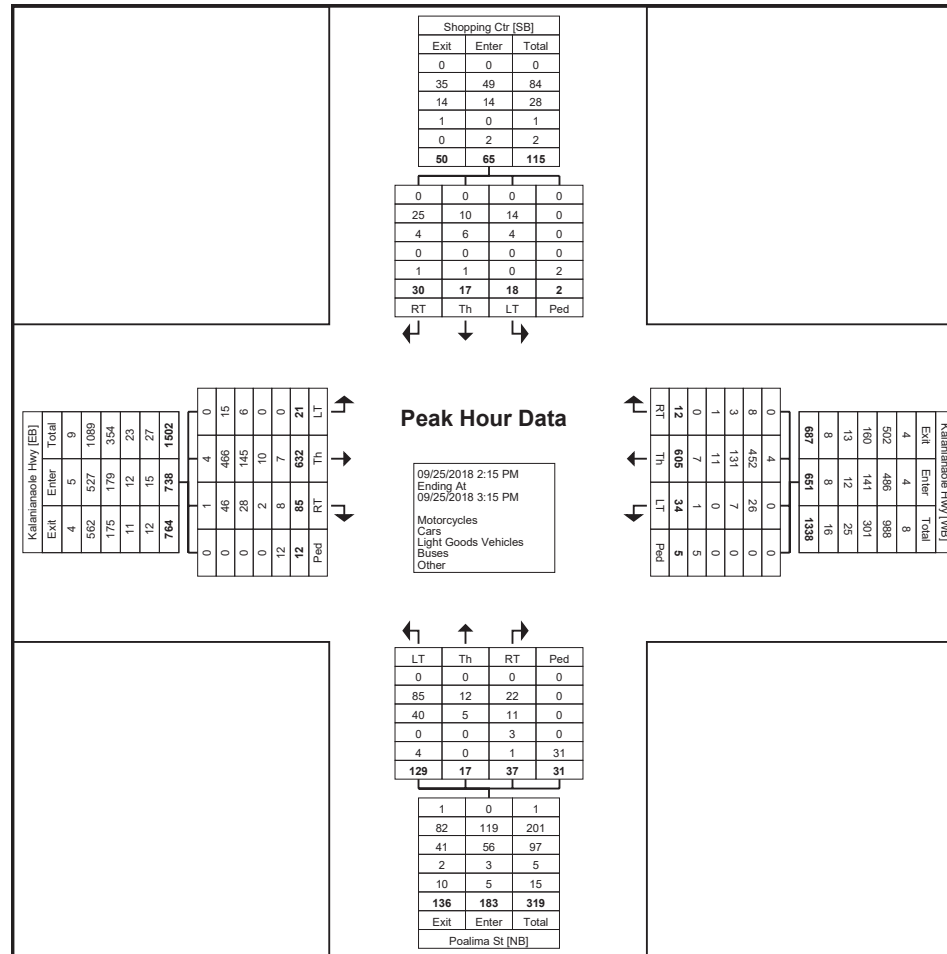 Shopping Ctr [SB]
Exit Enter Total
0 0 0
35 49 84
14 14 28
1 0 1
0 2 2
50 65 115
0 0 0 0
25 10 14 0
4 6 4 0
0 0 0 0
1 1 0 2
30 17 18 2
RT Th LT Ped
Kalanianaole Hwy [EB]
Exit Enter Total
4 5 9
562 527 1089
175 179 354
11 12 23
12 15 27
764 738 1502
0 1 4 0
0 46 466 15
0 28 145 6
0 2 10 0
12 8 7 0
12 85 632 21
Ped RT Th LT
Peak Hour Data
09/25/2018 2:15 PM
Ending At
09/25/2018 3:15 PM
Motorcycles
Cars
Light Goods Vehicles
Buses
Other
Kalanianaole Hwy [WB]
Exit Enter Total
4 4 8
502 486 988
160 141 301
13 12 25
8 8 16
687 651 1338
0 4 0 0
8 452 26 0
3 131 7 0
1 11 0 0
0 7 1 5
12 605 34 5
RT Th LT Ped
LT Th RT Ped
0 0 0 0
85 12 22 0
40 5 11 0
0 0 3 0
4 0 1 31
129 17 37 31
1 0 1
82 119 201
41 56 97
2 3 5
10 5 15
136 183 319
Exit Enter Total
Poalima St [NB]